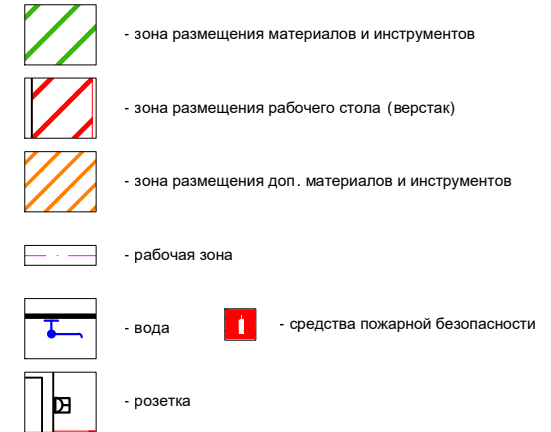 - зона размещения материалов и инструментов
- зона размещения рабочего стола (верстак)
- зона размещения доп. материалов и инструментов
- рабочая зона
- вода
- средства пожарной безопасности
- розетка